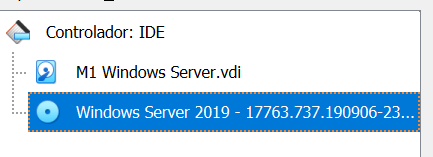 Controlador: IDE
M1 Windows Server.vdi
Windows Server 2019 - 17763.737.190906-23...